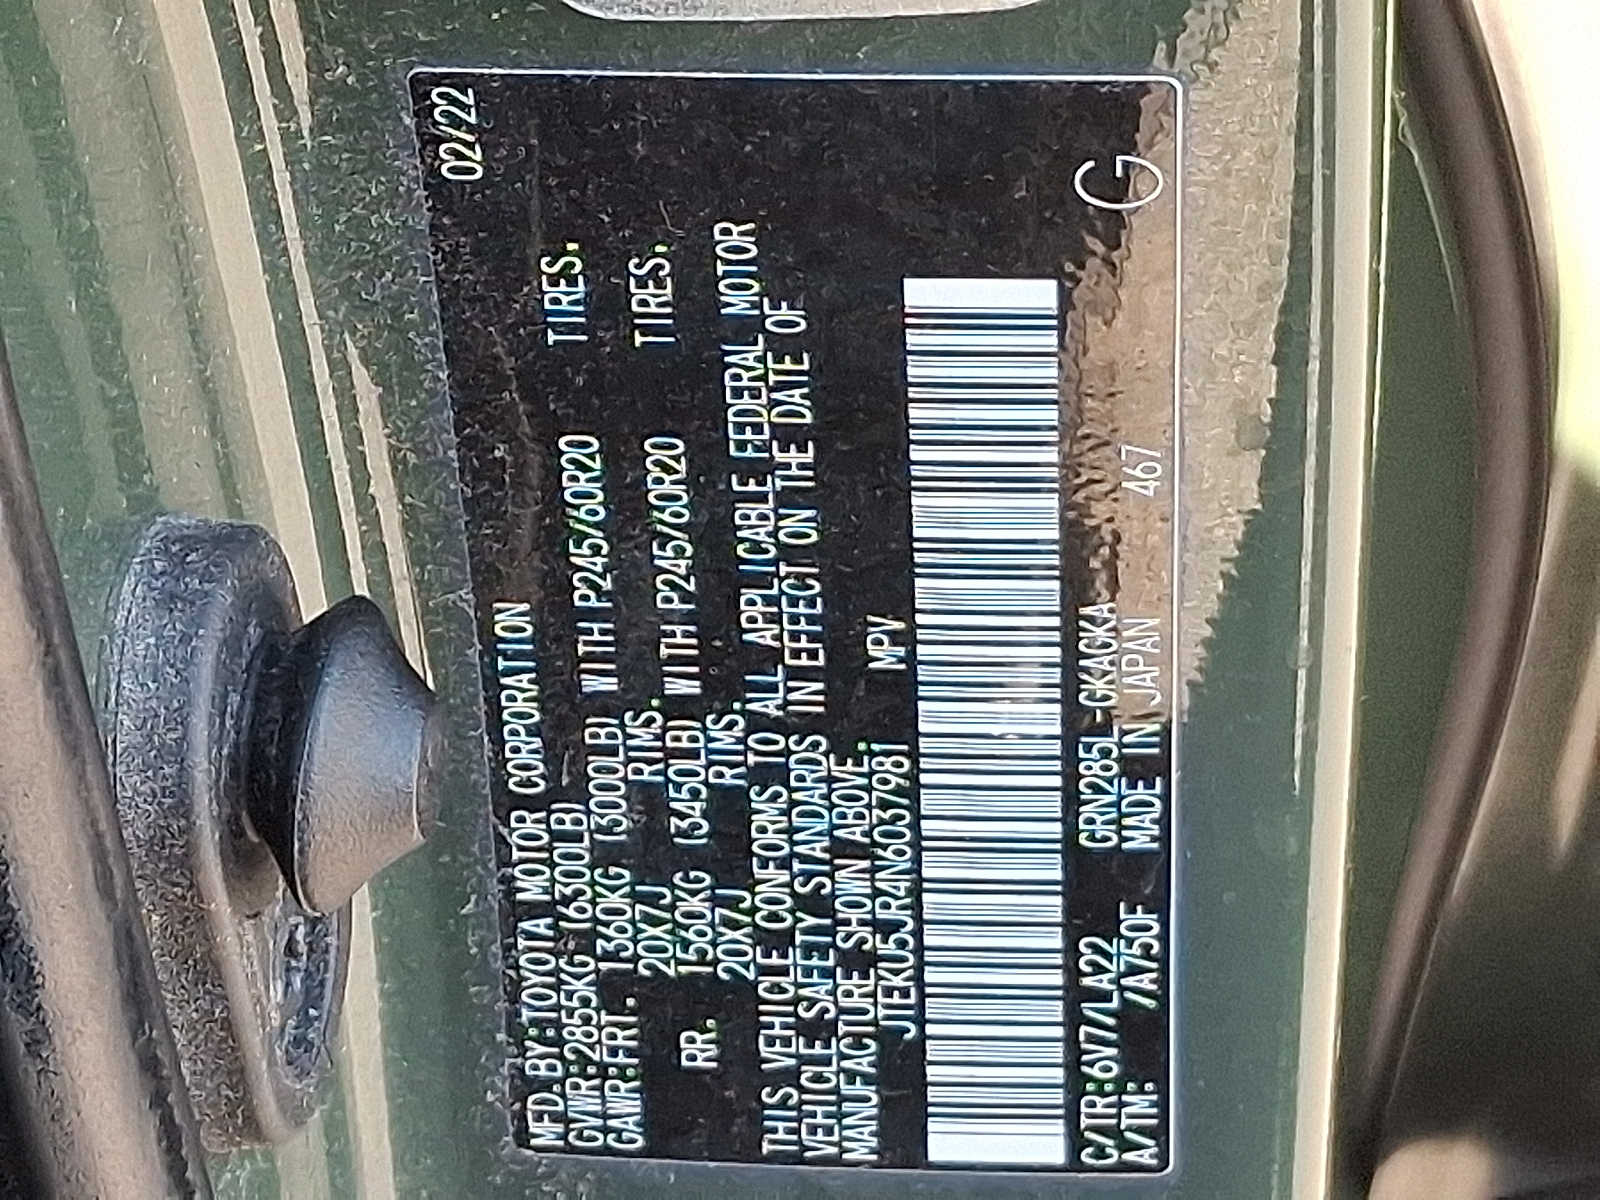 02/22
MFD.BY:TOYOTA MOTOR CORPORATION
GVWR:2855KG (6300LB)
GAWR:FRT. 1360KG (3000LB) WITH P245/60R20 TIRES.
20X7J RIMS.
RR. 1560KG (3450LB) WITH P245/60R20 TIRES.
20X7J RIMS.
THIS VEHICLE CONFORMS TO ALL APPLICABLE FEDERAL MOTOR
VEHICLE SAFETY STANDARDS IN EFFECT ON THE DATE OF
MANUFACTURE SHOWN ABOVE.
JTEKU5JR4N6037981 MPV
C/TR:6V7/LA22 GRN285L-GKAGKA
A/TM: /A750F MADE IN JAPAN 467 G